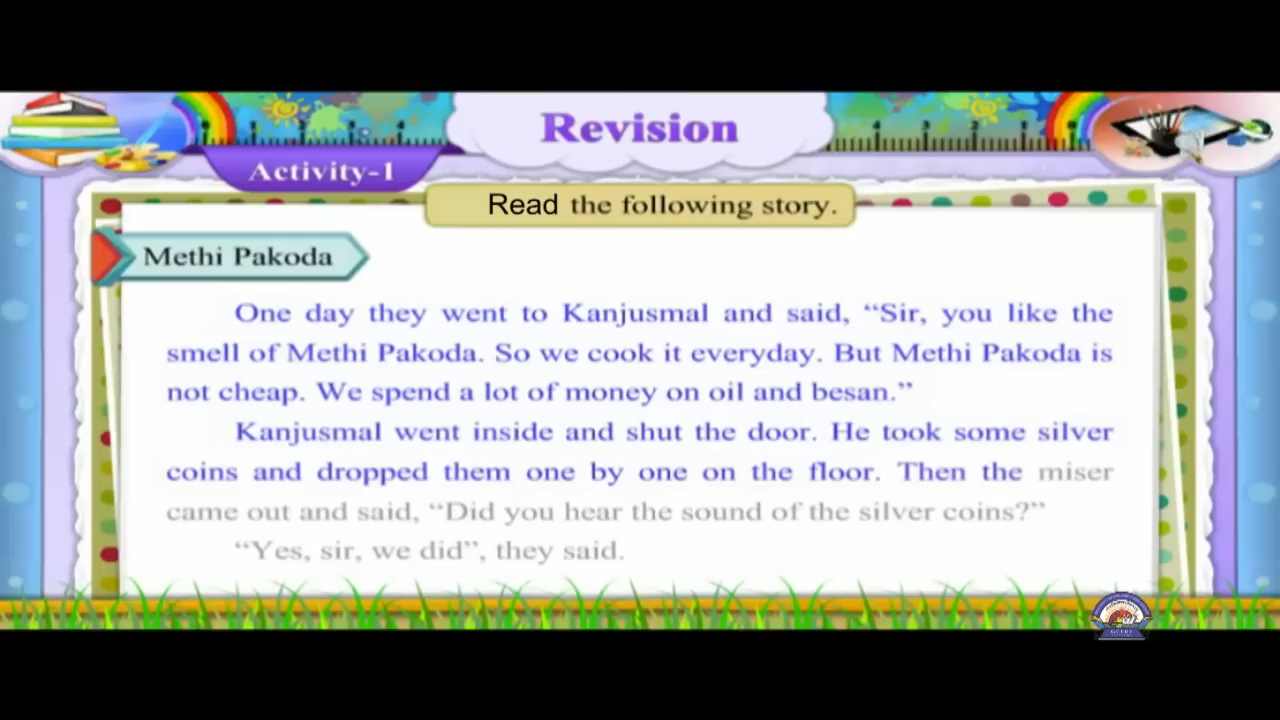 Revision
Activity-1
Read the following story.
Methi Pakoda
One day they went to Kanjusmal and said, “Sir, you like the
smell of Methi Pakoda. So we cook it everyday. But Methi Pakoda is
not cheap. We spend a lot of money on oil and besan.”
Kanjusmal went inside and shut the door. He took some silver
coins and dropped them one by one on the floor. Then the miser
came out and said, “Did you hear the sound of the silver coins?”
“Yes, sir, we did”, they said.